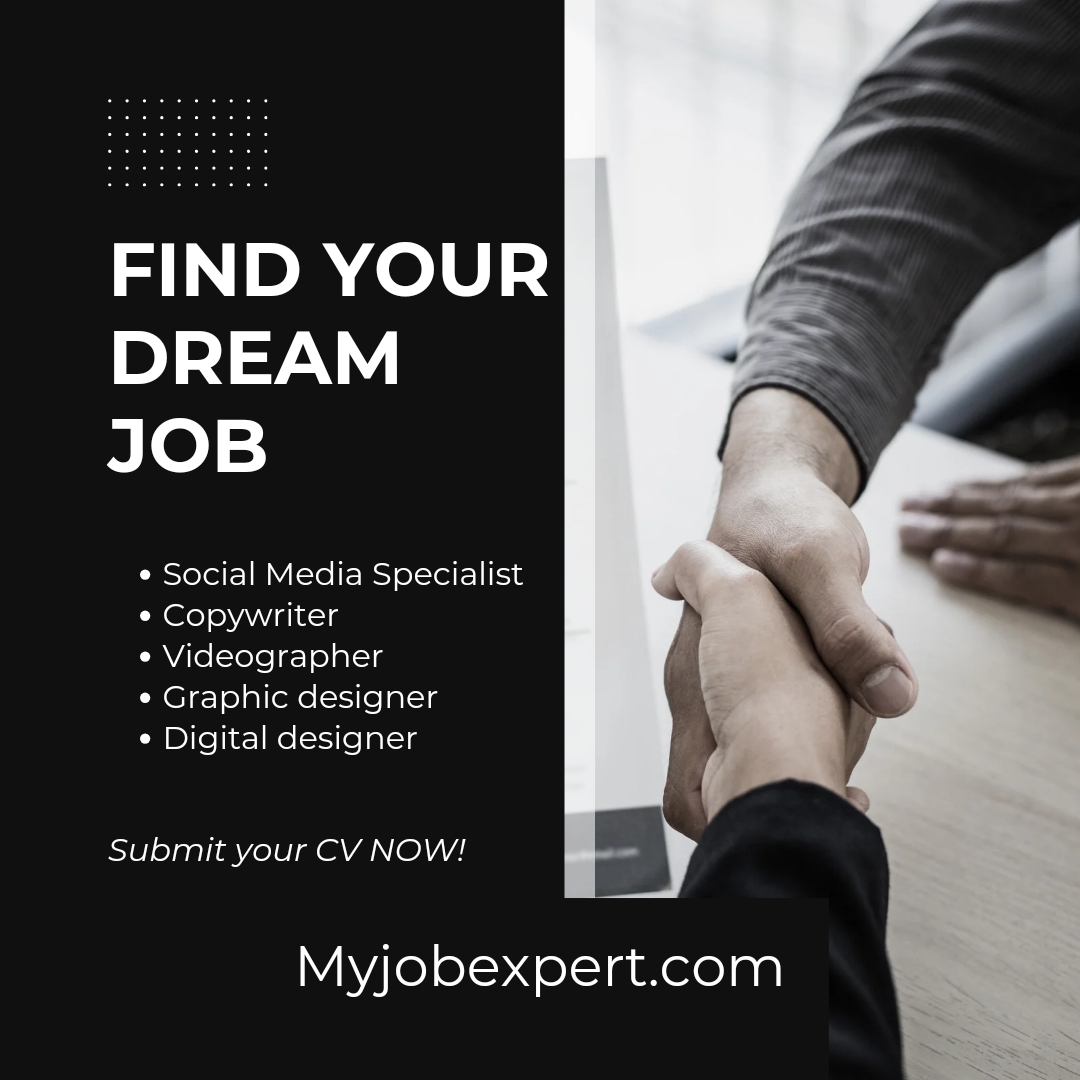 FIND YOUR
DREAM
JOB
Social Media Specialist
Copywriter
Videographer
Graphic designer
Digital designer
Submit your CV NOW!
Myjobexpert.com